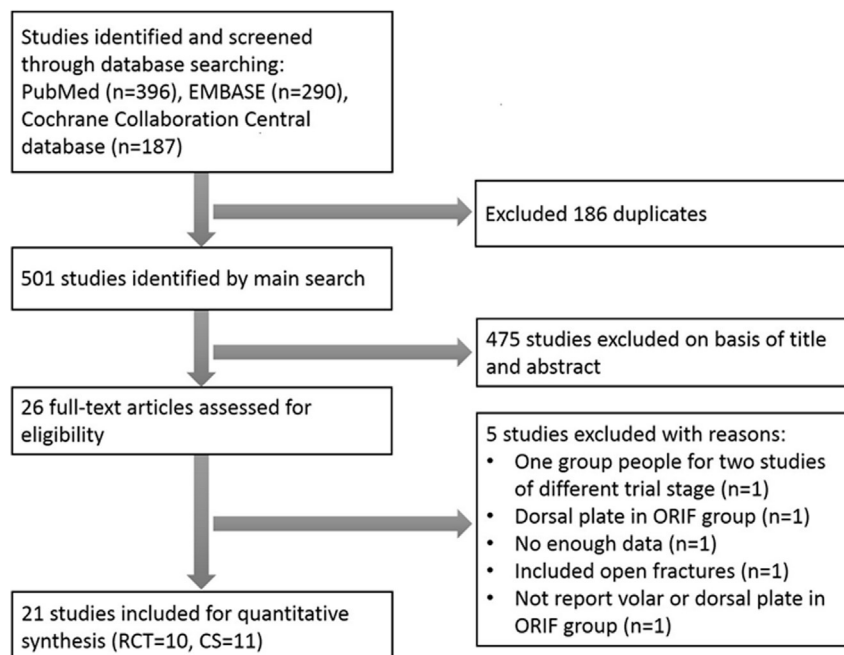 Studies identified and screened
through database searching:
PubMed (n=396), EMBASE (n=290),
Cochrane Collaboration Central
database (n=187)
Excluded 186 duplicates
501 studies identified by main search
475 studies excluded on basis of title
and abstract
26 full-text articles assessed for
eligibility
5 studies excluded with reasons:
• One group people for two studies
of different trial stage (n=1)
• Dorsal plate in ORIF group (n=1)
• No enough data (n=1)
• Included open fractures (n=1)
• Not report volar or dorsal plate in
ORIF group (n=1)
21 studies included for quantitative
synthesis (RCT=10, CS=11)